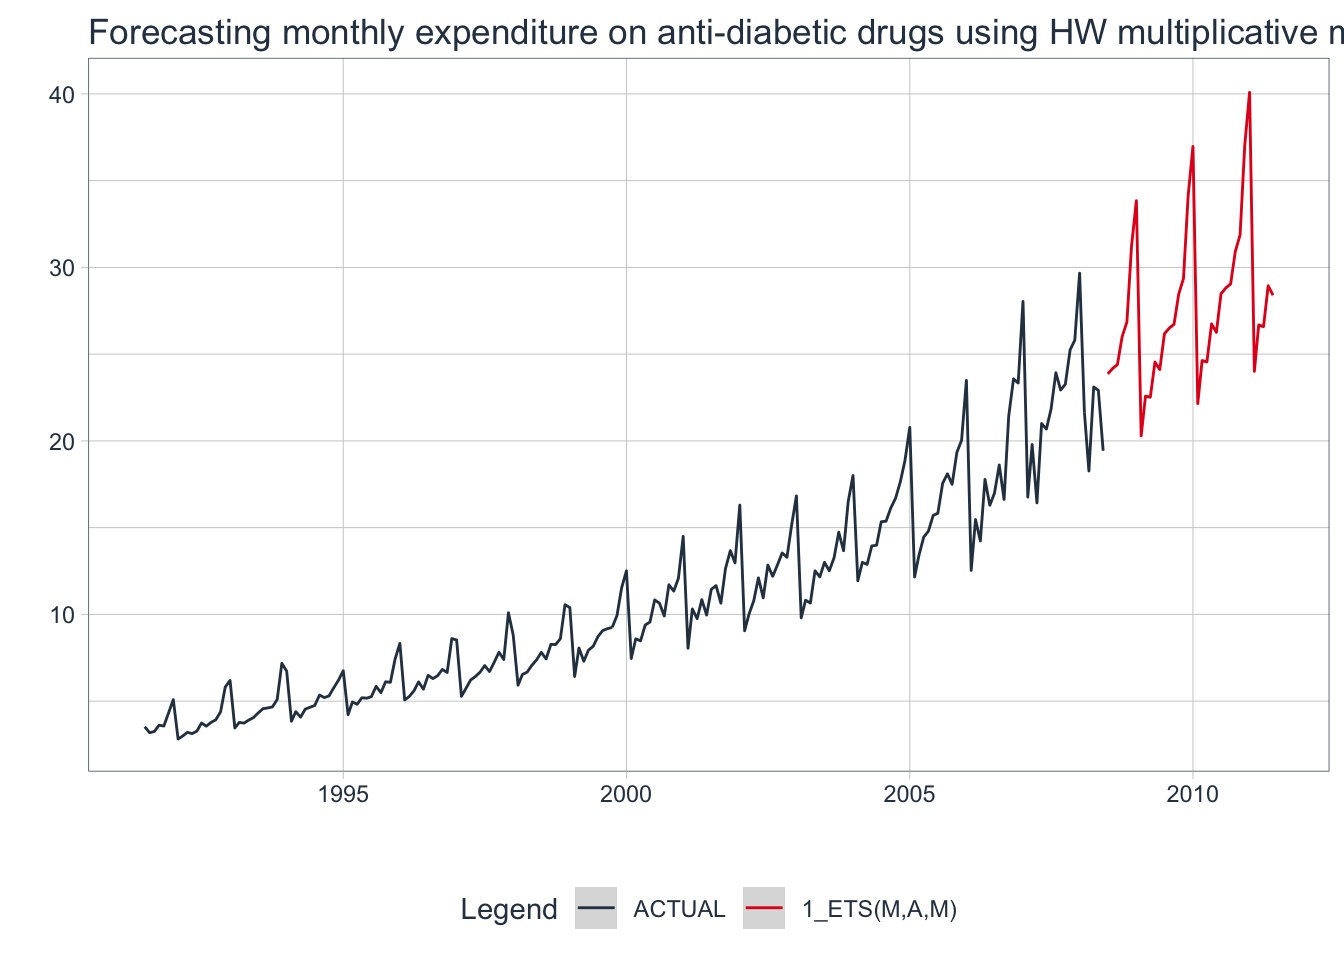 Forecasting monthly expenditure on anti-diabetic drugs using HW multiplicative
40
30
20
10
1995 2000 2005 2010
Legend ACTUAL 1_ETS(M,A,M)